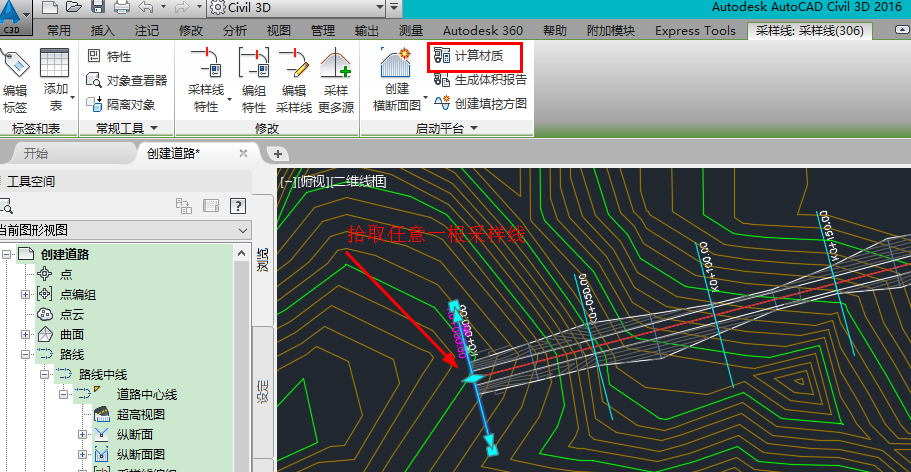 Civil 3D
Autodesk AutoCAD Civil 3D 2016
C3D
常用 插入 注记 修改 分析 视图 管理 输出 测量 Autodesk 360 帮助 附加模块 Express Tools 采样线: 采样线(306)
编辑
标签
添加
表
特性
对象查看器
隔离对象
采样线
特性
编组
特性
编辑
采样线
采样
更多源
创建
横断面图
计算材质
生成体积报告
创建填挖方图
标签和表 常规工具 修改 启动平台
开始 创建道路*
工具空间
当前图形视图
创建道路
点
点编组
点云
曲面
路线
路线中线
道路中心线
超高视图
纵断面
纵断面图
采样线编组
浏览
设定
[−][俯视][二维线框]
拾取任意一根采样线
K0+000.00
K0+050.00
K0+100.00
K0+150.00